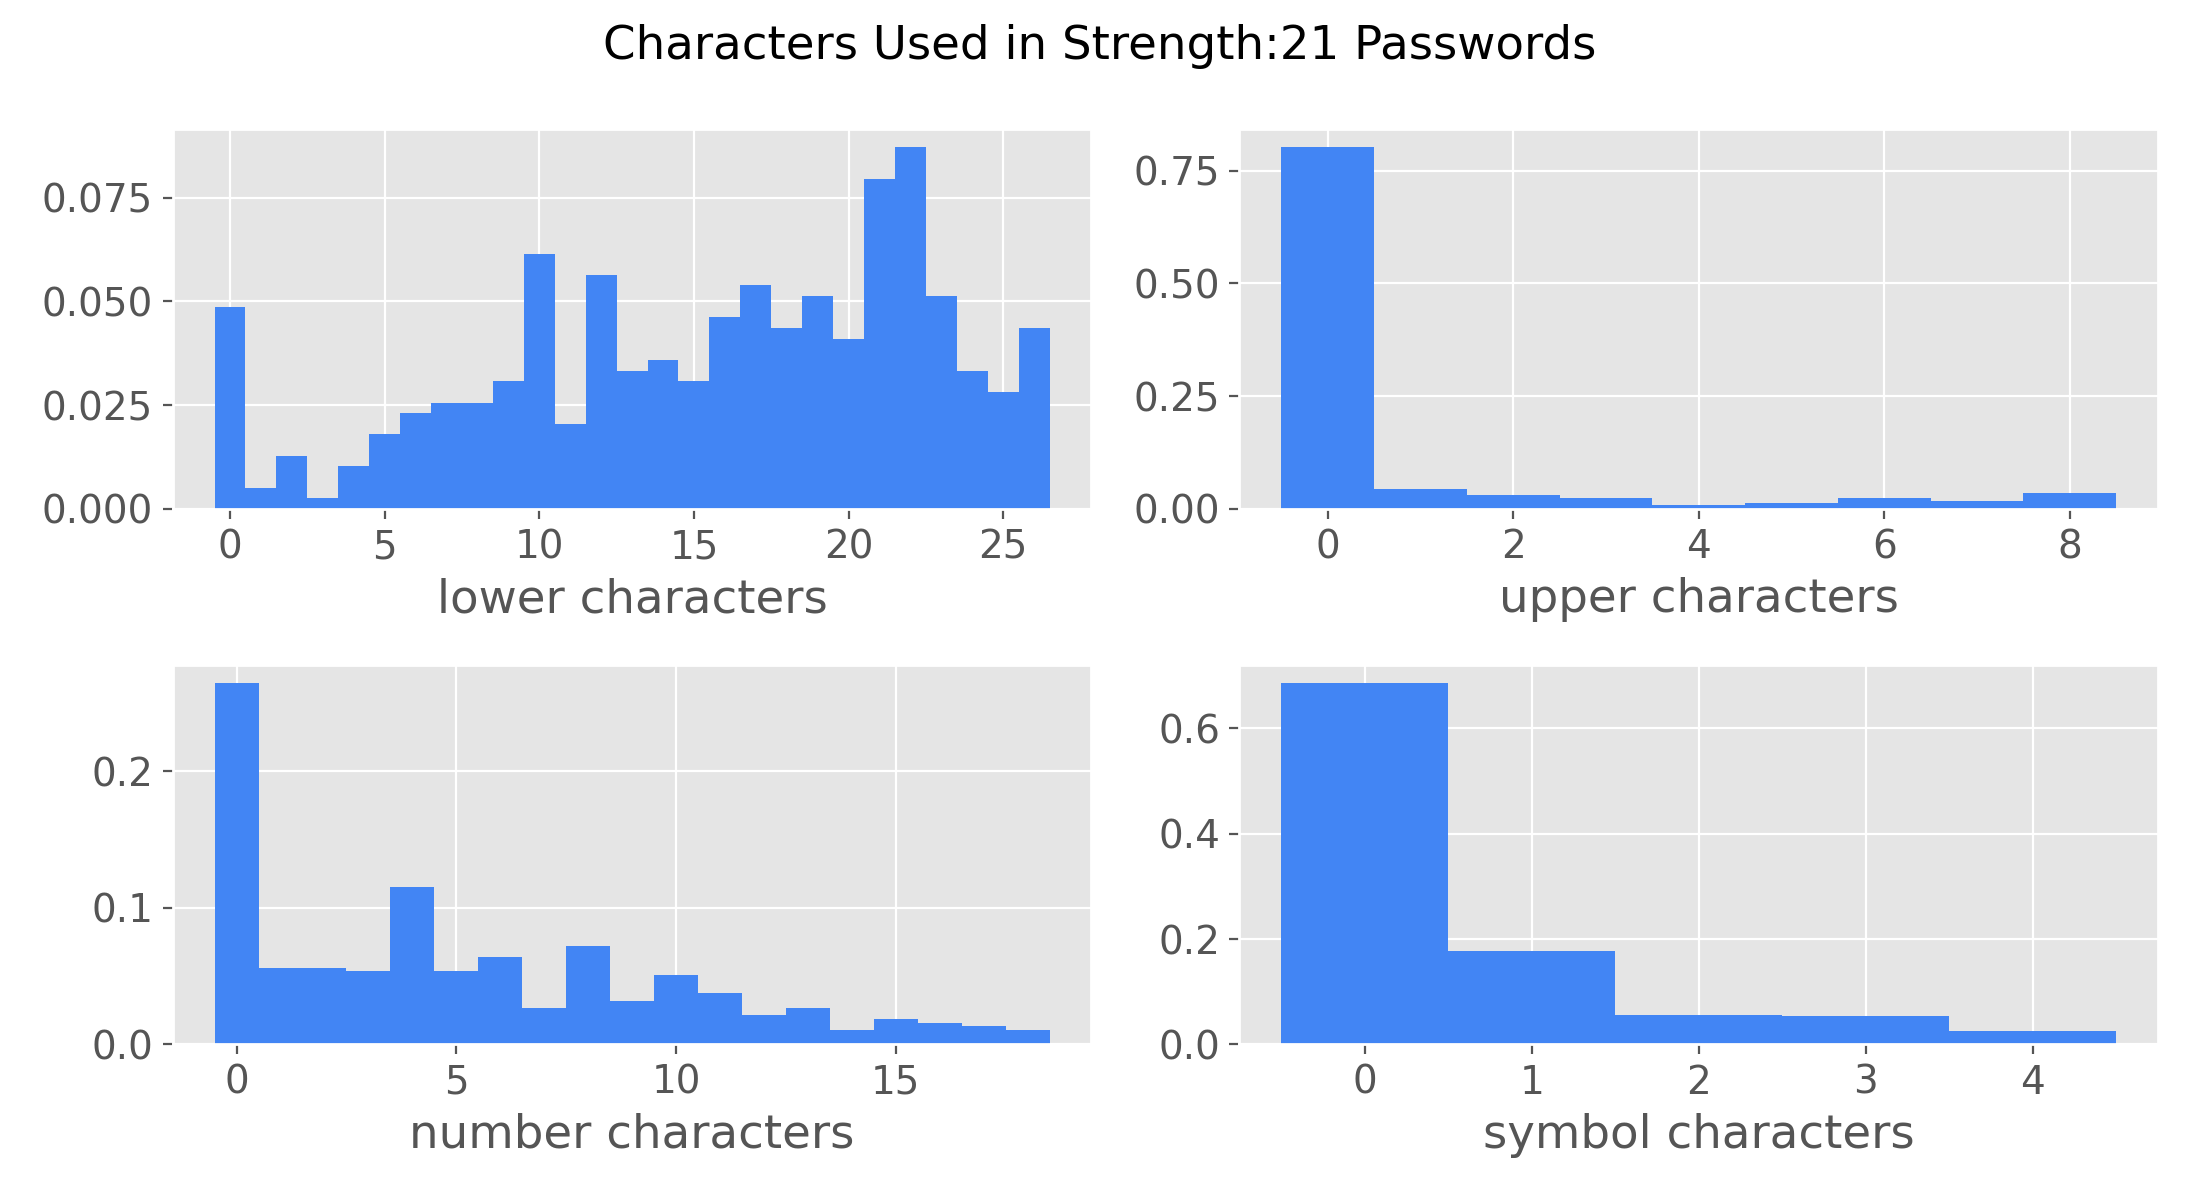 Characters Used in Strength:21 Passwords
0.075
0.050
0.025
0.000
0 5 10 15 20 25
lower characters
0.75
0.50
0.25
0.00
0 2 4 6 8
upper characters
0.2
0.1
0.0
0 5 10 15
number characters
0.6
0.4
0.2
0.0
0 1 2 3 4
symbol characters